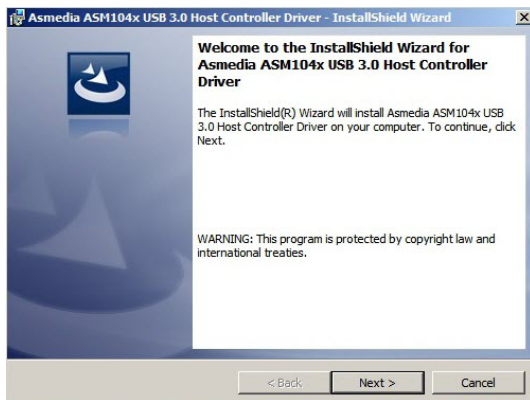 Asmedia ASM104x USB 3.0 Host Controller Driver - InstallShield Wizard
Welcome to the InstallShield Wizard for
Asmedia ASM104x USB 3.0 Host Controller
Driver
The InstallShield(R) Wizard will install Asmedia ASM104x USB
3.0 Host Controller Driver on your computer. To continue, click
Next.
WARNING: This program is protected by copyright law and
international treaties.
< Back
Next >
Cancel